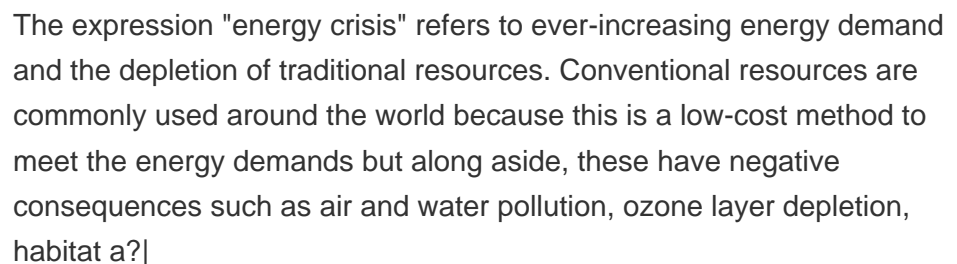 The expression "energy crisis" refers to ever-increasing energy demand
and the depletion of traditional resources. Conventional resources are
commonly used around the world because this is a low-cost method to
meet the energy demands but along aside, these have negative
consequences such as air and water pollution, ozone layer depletion,
habitat a?|